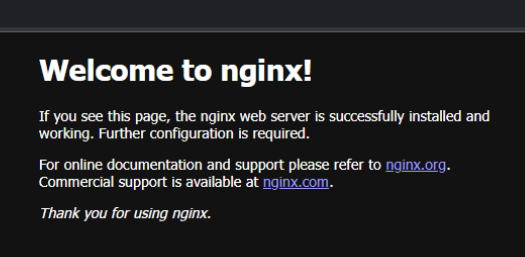 Welcome to nginx!
If you see this page, the nginx web server is successfully installed and
working. Further configuration is required.
For online documentation and support please refer to nginx.org.
Commercial support is available at nginx.com.
Thank you for using nginx.